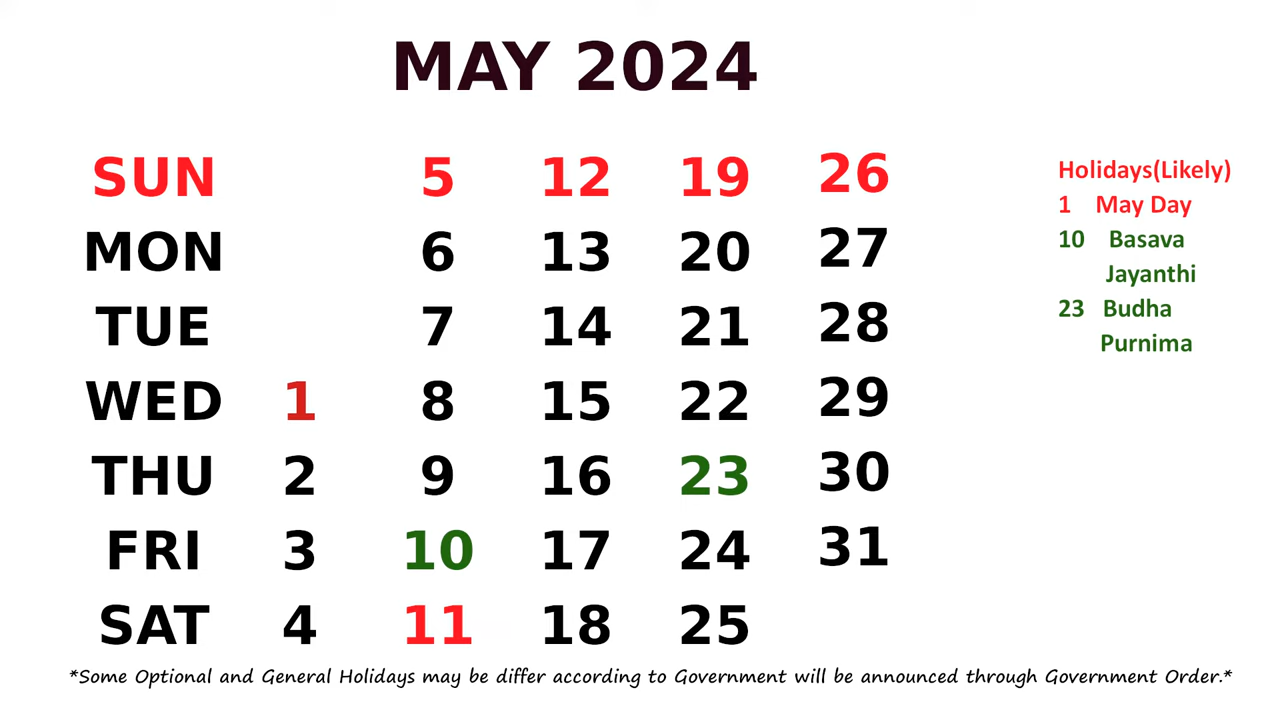 MAY 2024
SUN 5 12 19 26
MON 6 13 20 27
TUE 7 14 21 28
WED 1 8 15 22 29
THU 2 9 16 23 30
FRI 3 10 17 24 31
SAT 4 11 18 25
Holidays(Likely)
1 May Day
10 Basava
Jayanthi
23 Budha
Purnima
*Some Optional and General Holidays may be differ according to Government will be announced through Government Order.*